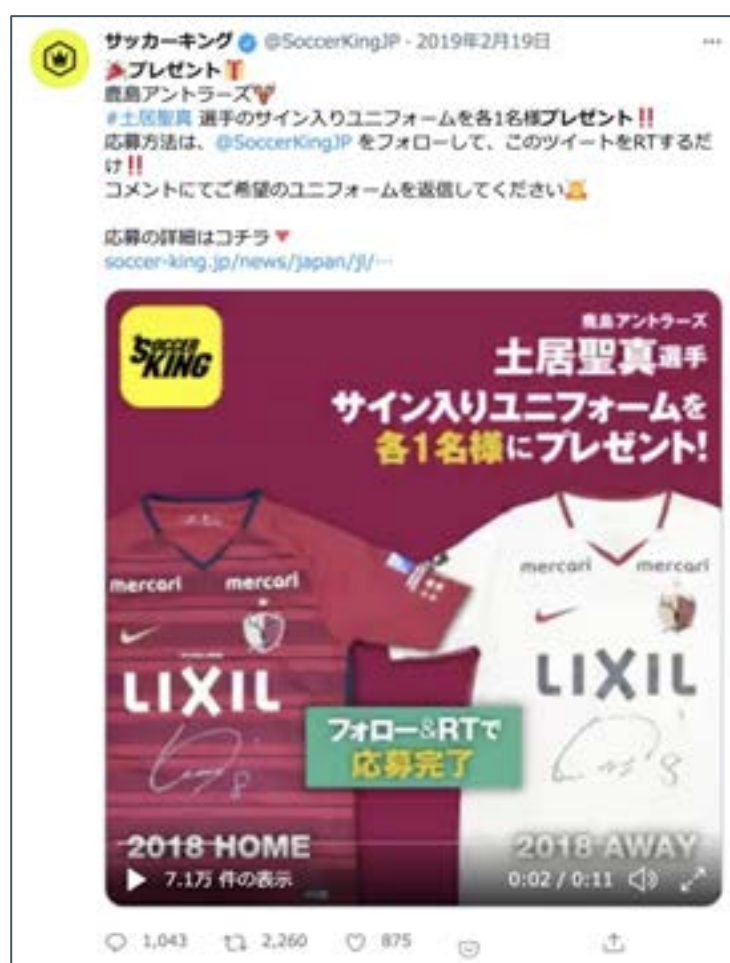 サッカーキング @SoccerKingJP · 2019年2月19日
プレゼント
鹿島アントラーズ
#土居聖真 選手のサイン入りユニフォームを各1名様プレゼント‼
応募方法は、@SoccerKingJP をフォローして、このツイートをRTするだ
け‼
コメントにてご希望のユニフォームを返信してください
応募の詳細はコチラ▼
soccer-king.jp/news/japan/jl/…
SOCCER KING
鹿島アントラーズ
土居聖真選手
サイン入りユニフォームを
各1名様にプレゼント!
mercari mercari
mercari mercari
LIXIL
LIXIL
フォロー&RTで
応募完了
8
8
2018 HOME
2018 AWAY
7.1万 件の表示
0:02 / 0:11
1,043 2,260 875